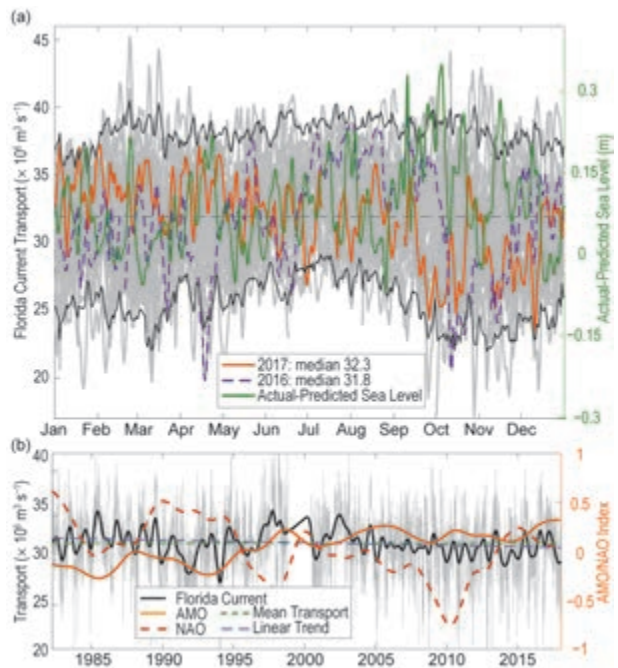 (a)
45
40
35
30
25
20
Florida Current Transport (× 10⁶ m³ s⁻¹)
0.3
0.15
0
−0.15
−0.3
Actual-Predicted Sea Level (m)
2017: median 32.3
2016: median 31.8
Actual-Predicted Sea Level
Jan Feb Mar Apr May Jun Jul Aug Sep Oct Nov Dec
(b)
40
35
30
25
20
Transport (× 10⁶ m³ s⁻¹)
1
0.5
0
−0.5
−1
AMO/NAO Index
Florida Current
AMO Mean Transport
NAO Linear Trend
1985 1990 1995 2000 2005 2010 2015